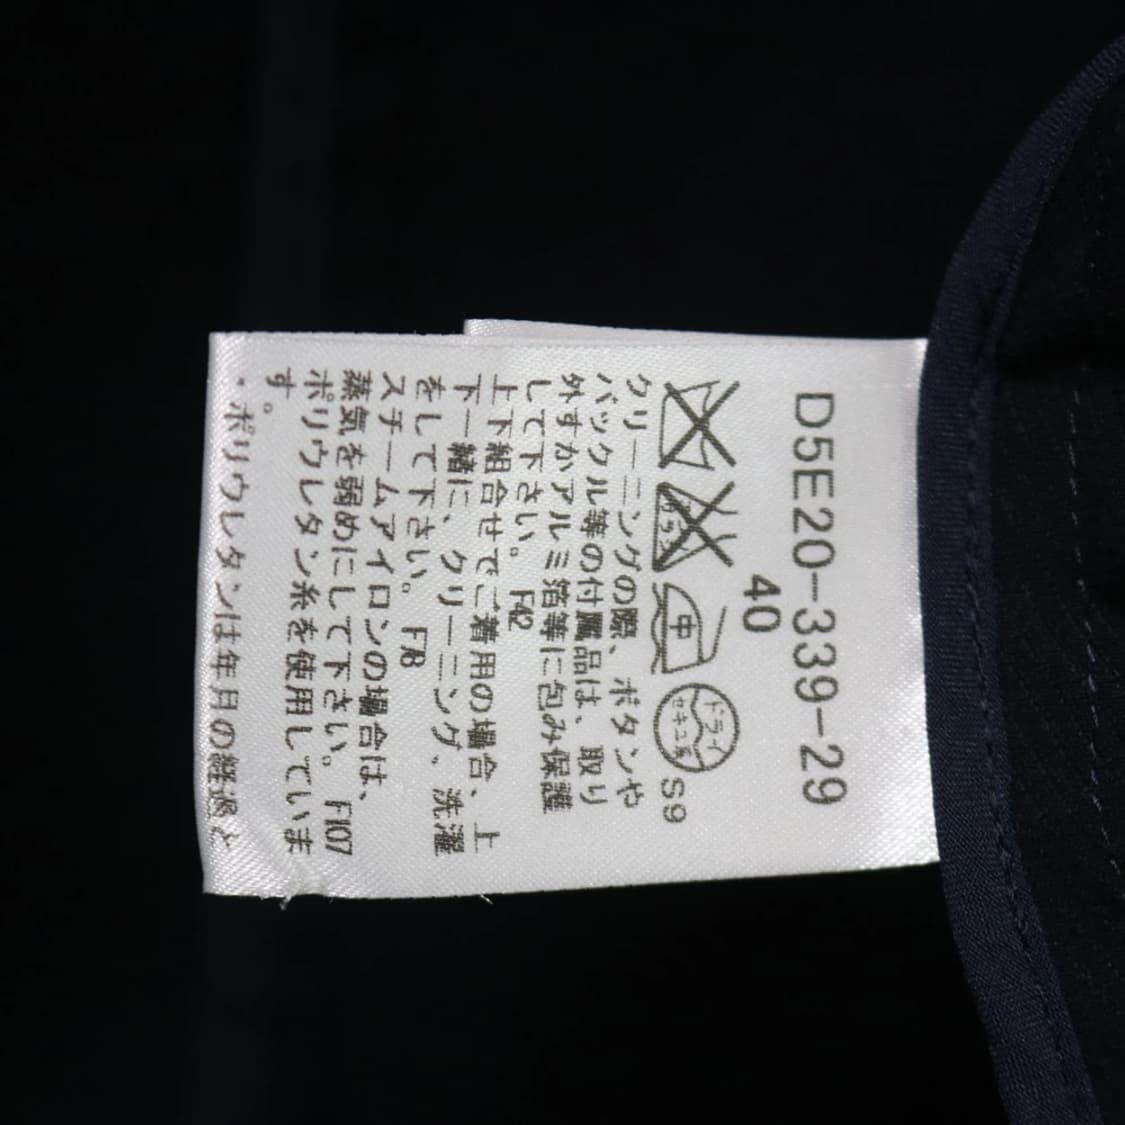 D5E20-339-29
40
エンソサラシ
中
ドライ
セキユ系
S9
クリーニングの際、ボタンや
バックル等の付属品は、取り
外すかアルミ箔等に包み保護
して下さい。 F42
上下組合せでご着用の場合、上
下一緒に、クリーニング、洗濯
をして下さい。 F78
スチームアイロンの場合は、
蒸気を弱めにして下さい。F107
ポリウレタン糸を使用していま
す。
・ポリウレタンは年月の経過と